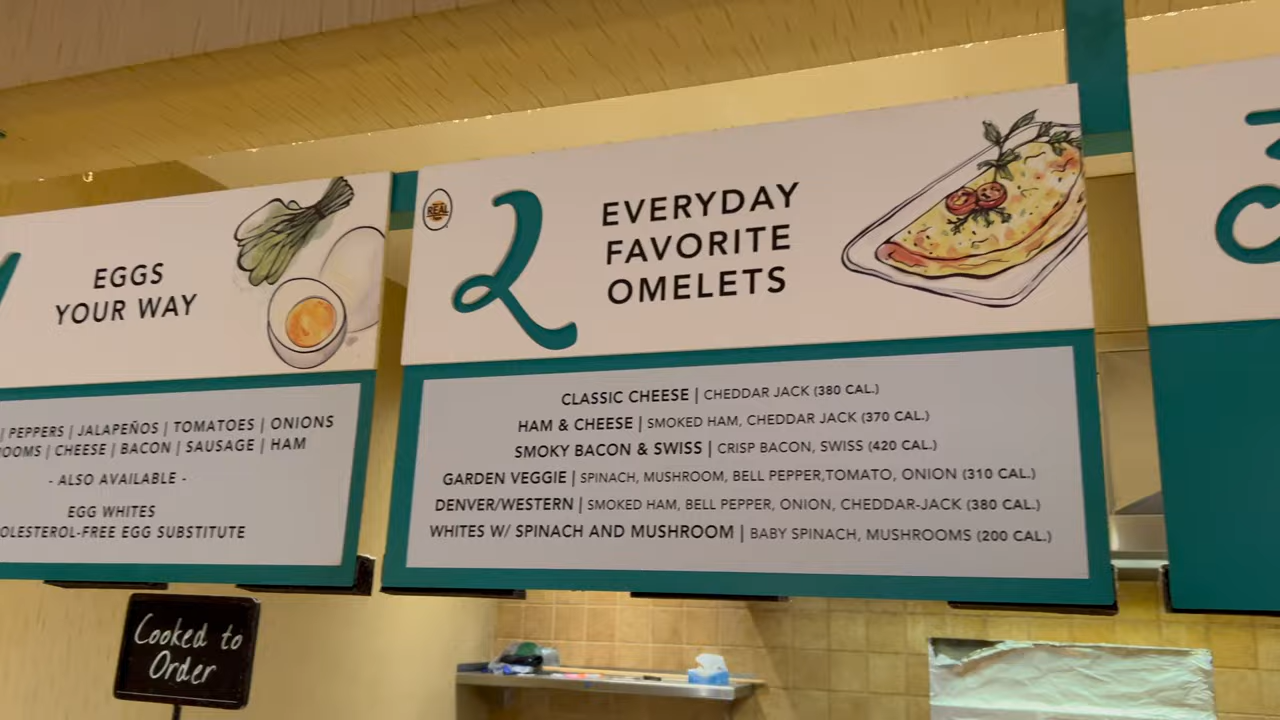 EGGS
YOUR WAY
| PEPPERS | JALAPEÑOS | TOMATOES | ONIONS
| CHEESE | BACON | SAUSAGE | HAM
- ALSO AVAILABLE -
EGG WHITES
EGG SUBSTITUTE
REAL
2
EVERYDAY
FAVORITE
OMELETS
CLASSIC CHEESE | CHEDDAR JACK (380 CAL.)
HAM & CHEESE | SMOKED HAM, CHEDDAR JACK (370 CAL.)
SMOKY BACON & SWISS | CRISP BACON, SWISS (420 CAL.)
GARDEN VEGGIE | SPINACH, MUSHROOM, BELL PEPPER,TOMATO, ONION (310 CAL.)
DENVER/WESTERN | SMOKED HAM, BELL PEPPER, ONION, CHEDDAR-JACK (380 CAL.)
WHITES W/ SPINACH AND MUSHROOM | BABY SPINACH, MUSHROOMS (200 CAL.)
Cooked to
Order